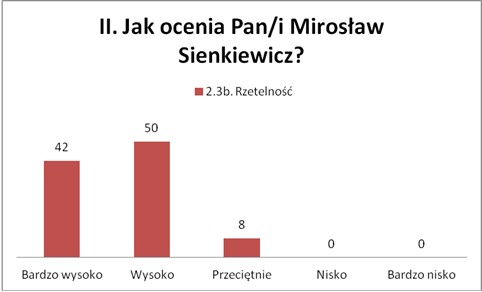 II. Jak ocenia Pan/i Mirosław
Sienkiewicz?
2.3b. Rzetelność
42
50
8
0
0
Bardzo wysoko
Wysoko
Przeciętnie
Nisko
Bardzo nisko